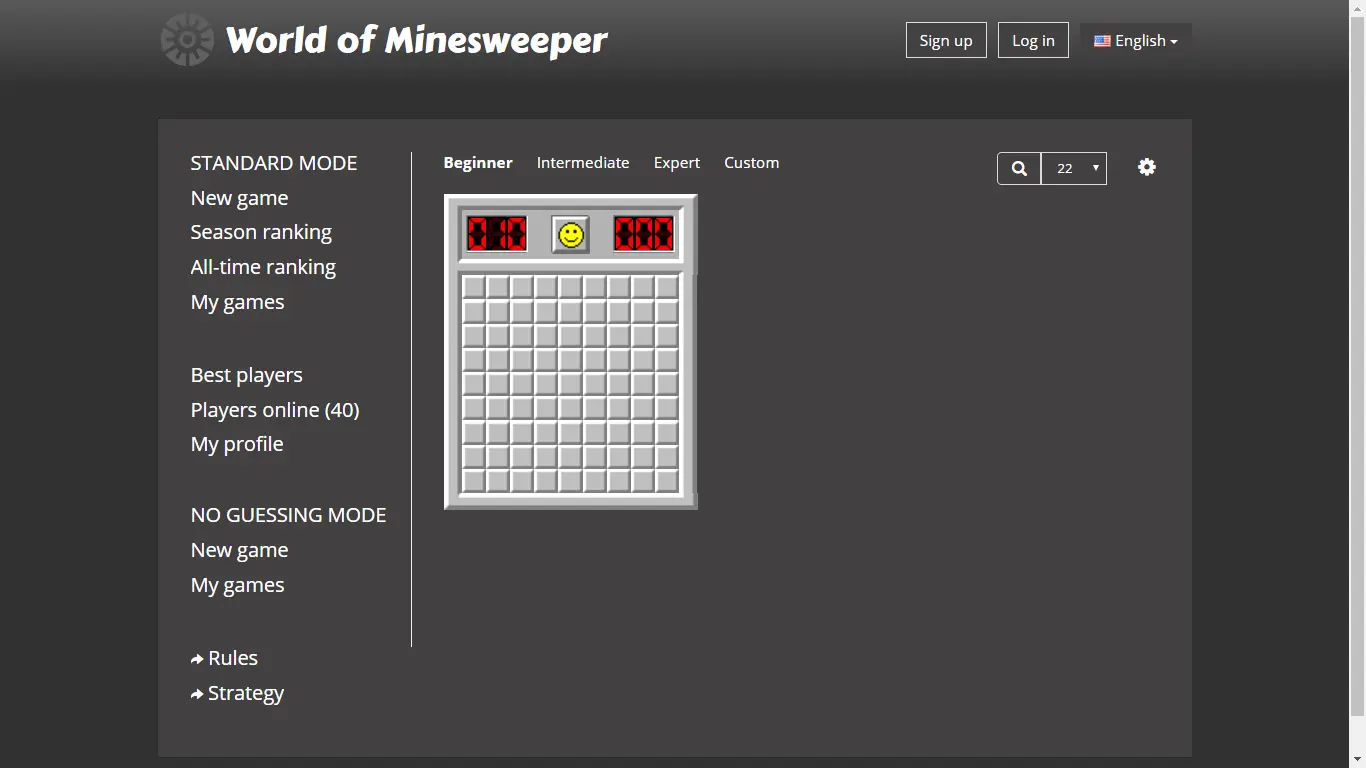 World of Minesweeper
Sign up
Log in
English
STANDARD MODE
New game
Season ranking
All-time ranking
My games
Best players
Players online (40)
My profile
NO GUESSING MODE
New game
My games
Rules
Strategy
Beginner Intermediate Expert Custom
22
010 000